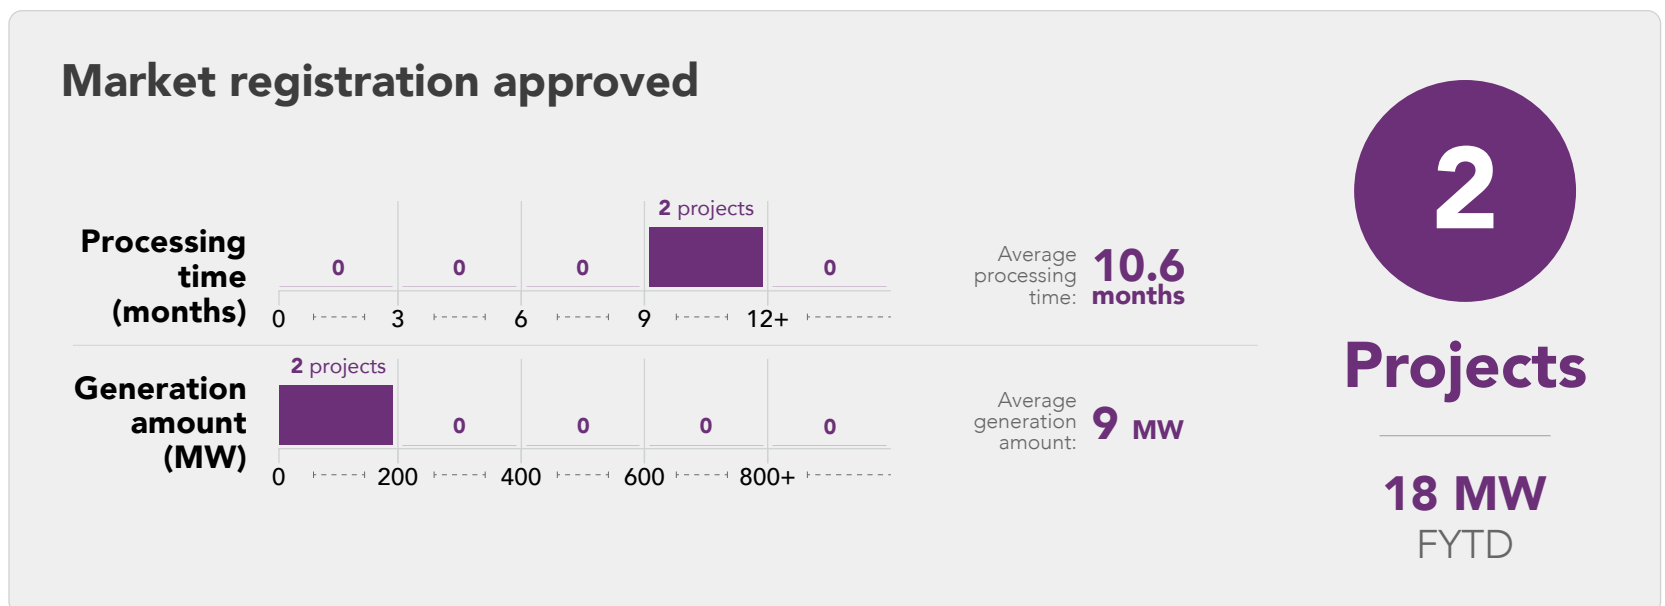 Market registration approved
Processing
time
(months)
2 projects
0
0
0
0
0
3
6
9
12+
Average
processing
time:
10.6
months
Generation
amount
(MW)
2 projects
0
0
0
0
0
200
400
600
800+
Average
generation
amount:
9 MW
2
Projects
18 MW
FYTD